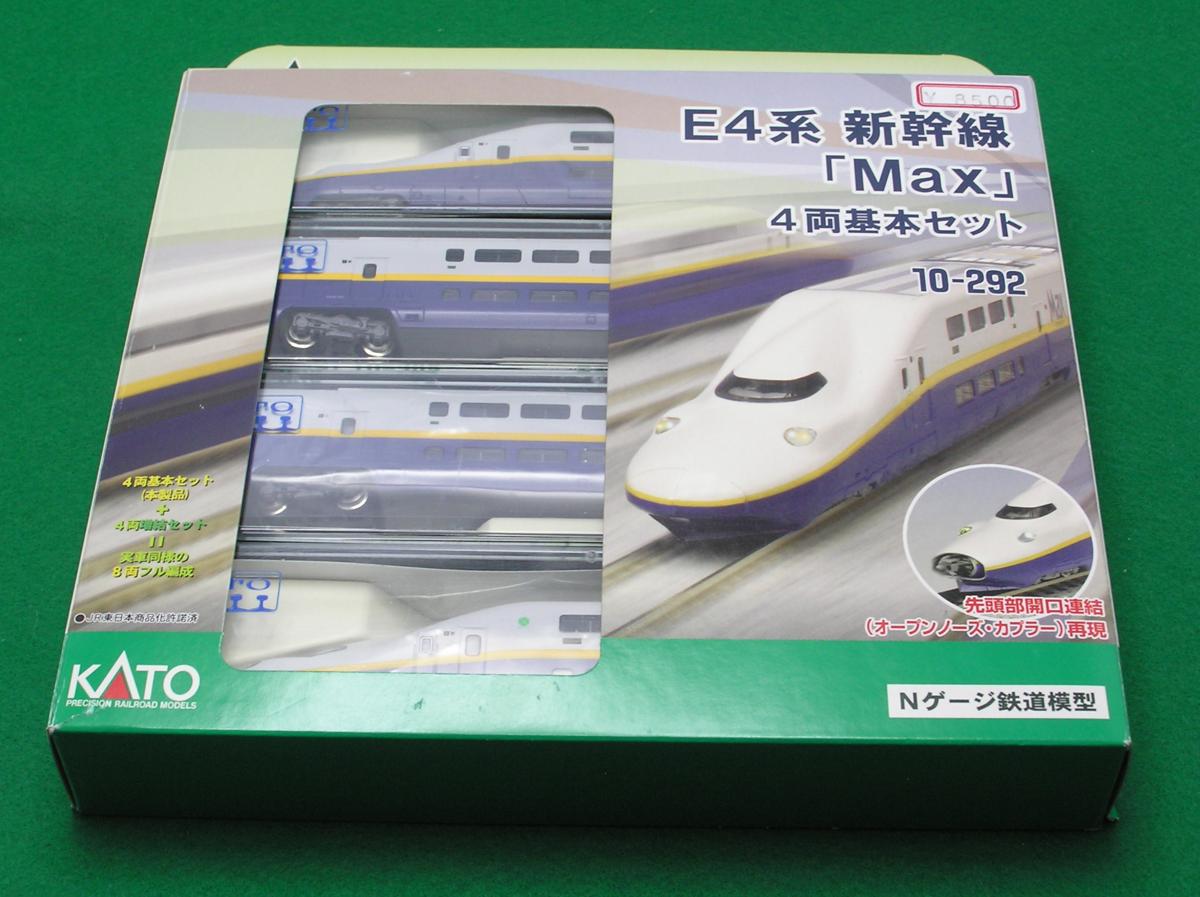 ¥ 8500
E4系 新幹線
「Max」
4両基本セット
10-292
Max
4両基本セット
(本製品)
+
4両増結セット
||
実車同様の
8両フル編成
●JR東日本商品化許諾済
先頭部開口連結
(オープンノーズ・カプラー)再現
KATO
PRECISION RAILROAD MODELS
Nゲージ鉄道模型